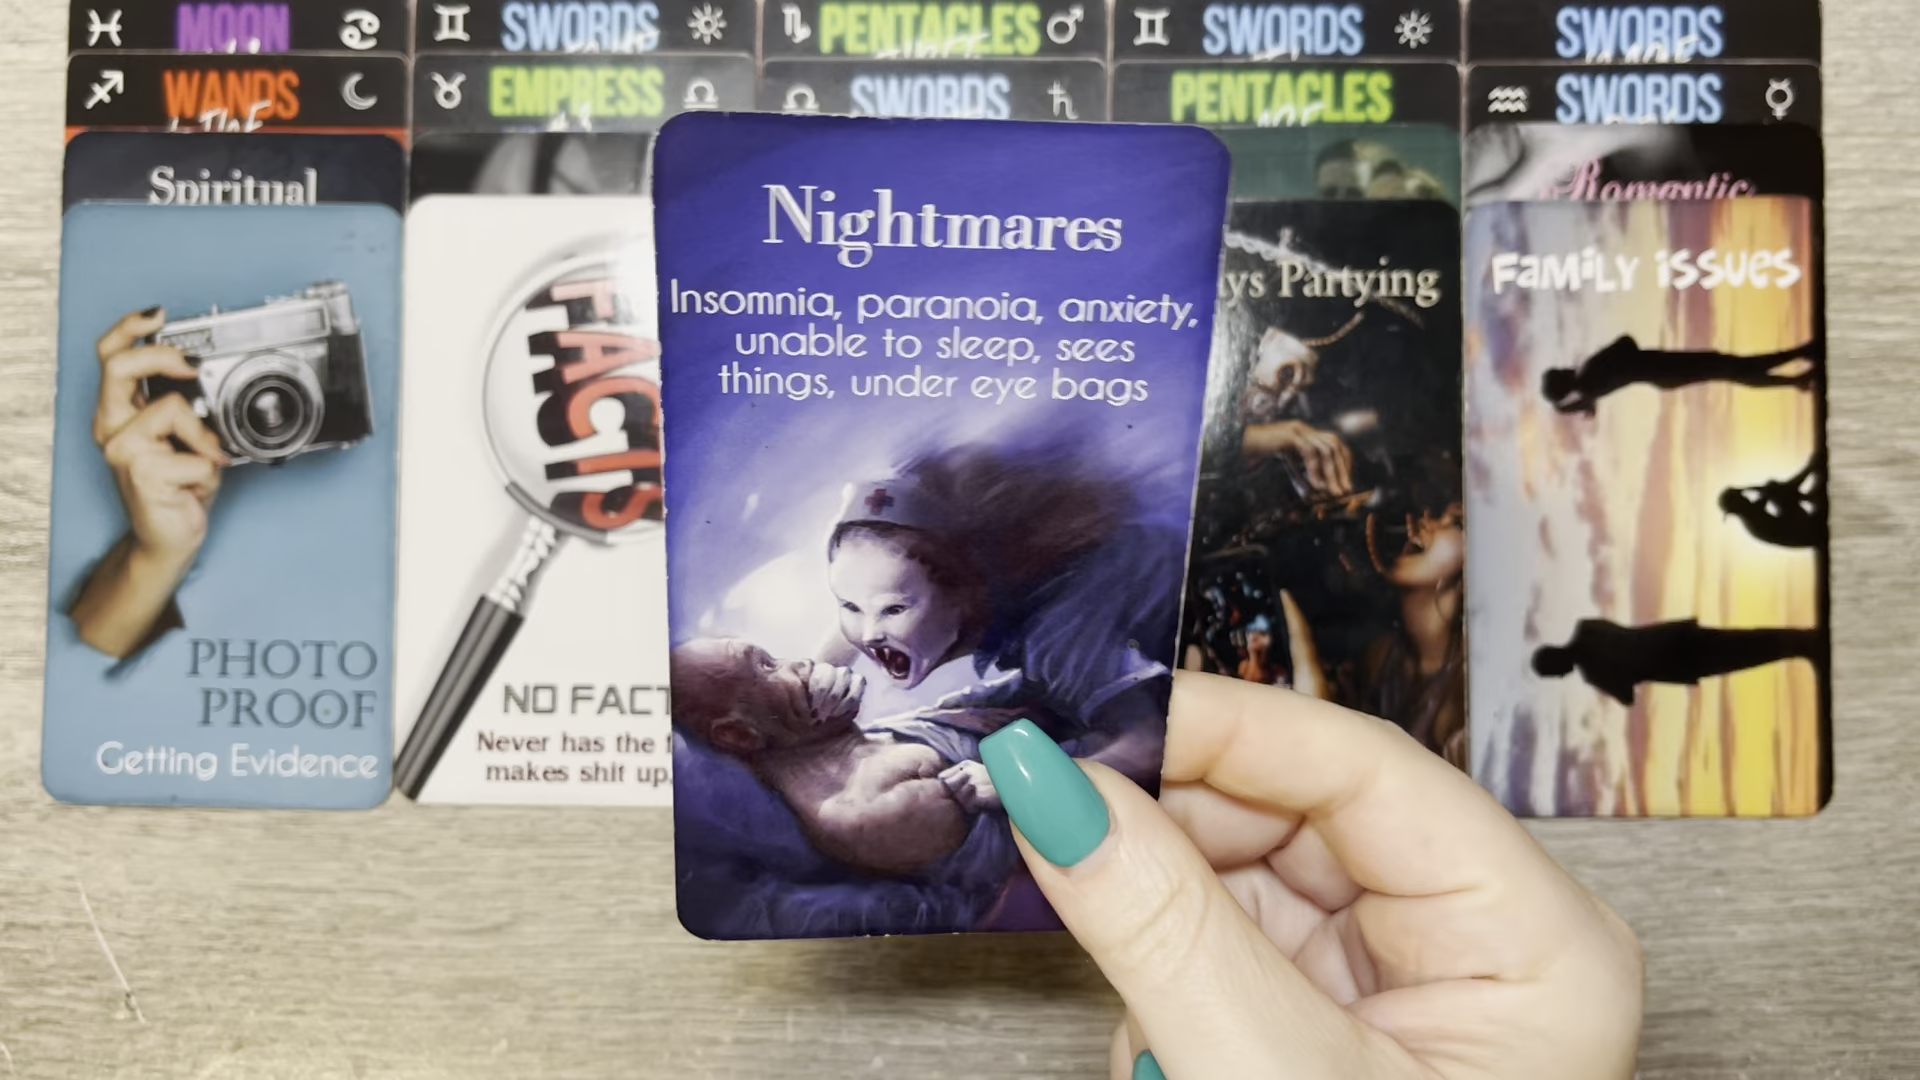 MOON
SWORDS
PENTACLES
SWORDS
SWORDS
WANDS
THE
EMPRESS
SWORDS
PENTACLES
SWORDS
Spiritual
Romantic
PHOTO
PROOF
Getting Evidence
FACTS
NO FACT
Never has the
makes shit up,
Nightmares
Insomnia, paranoia, anxiety,
unable to sleep, sees
things, under eye bags
Partying
FAMiLY iSSUES